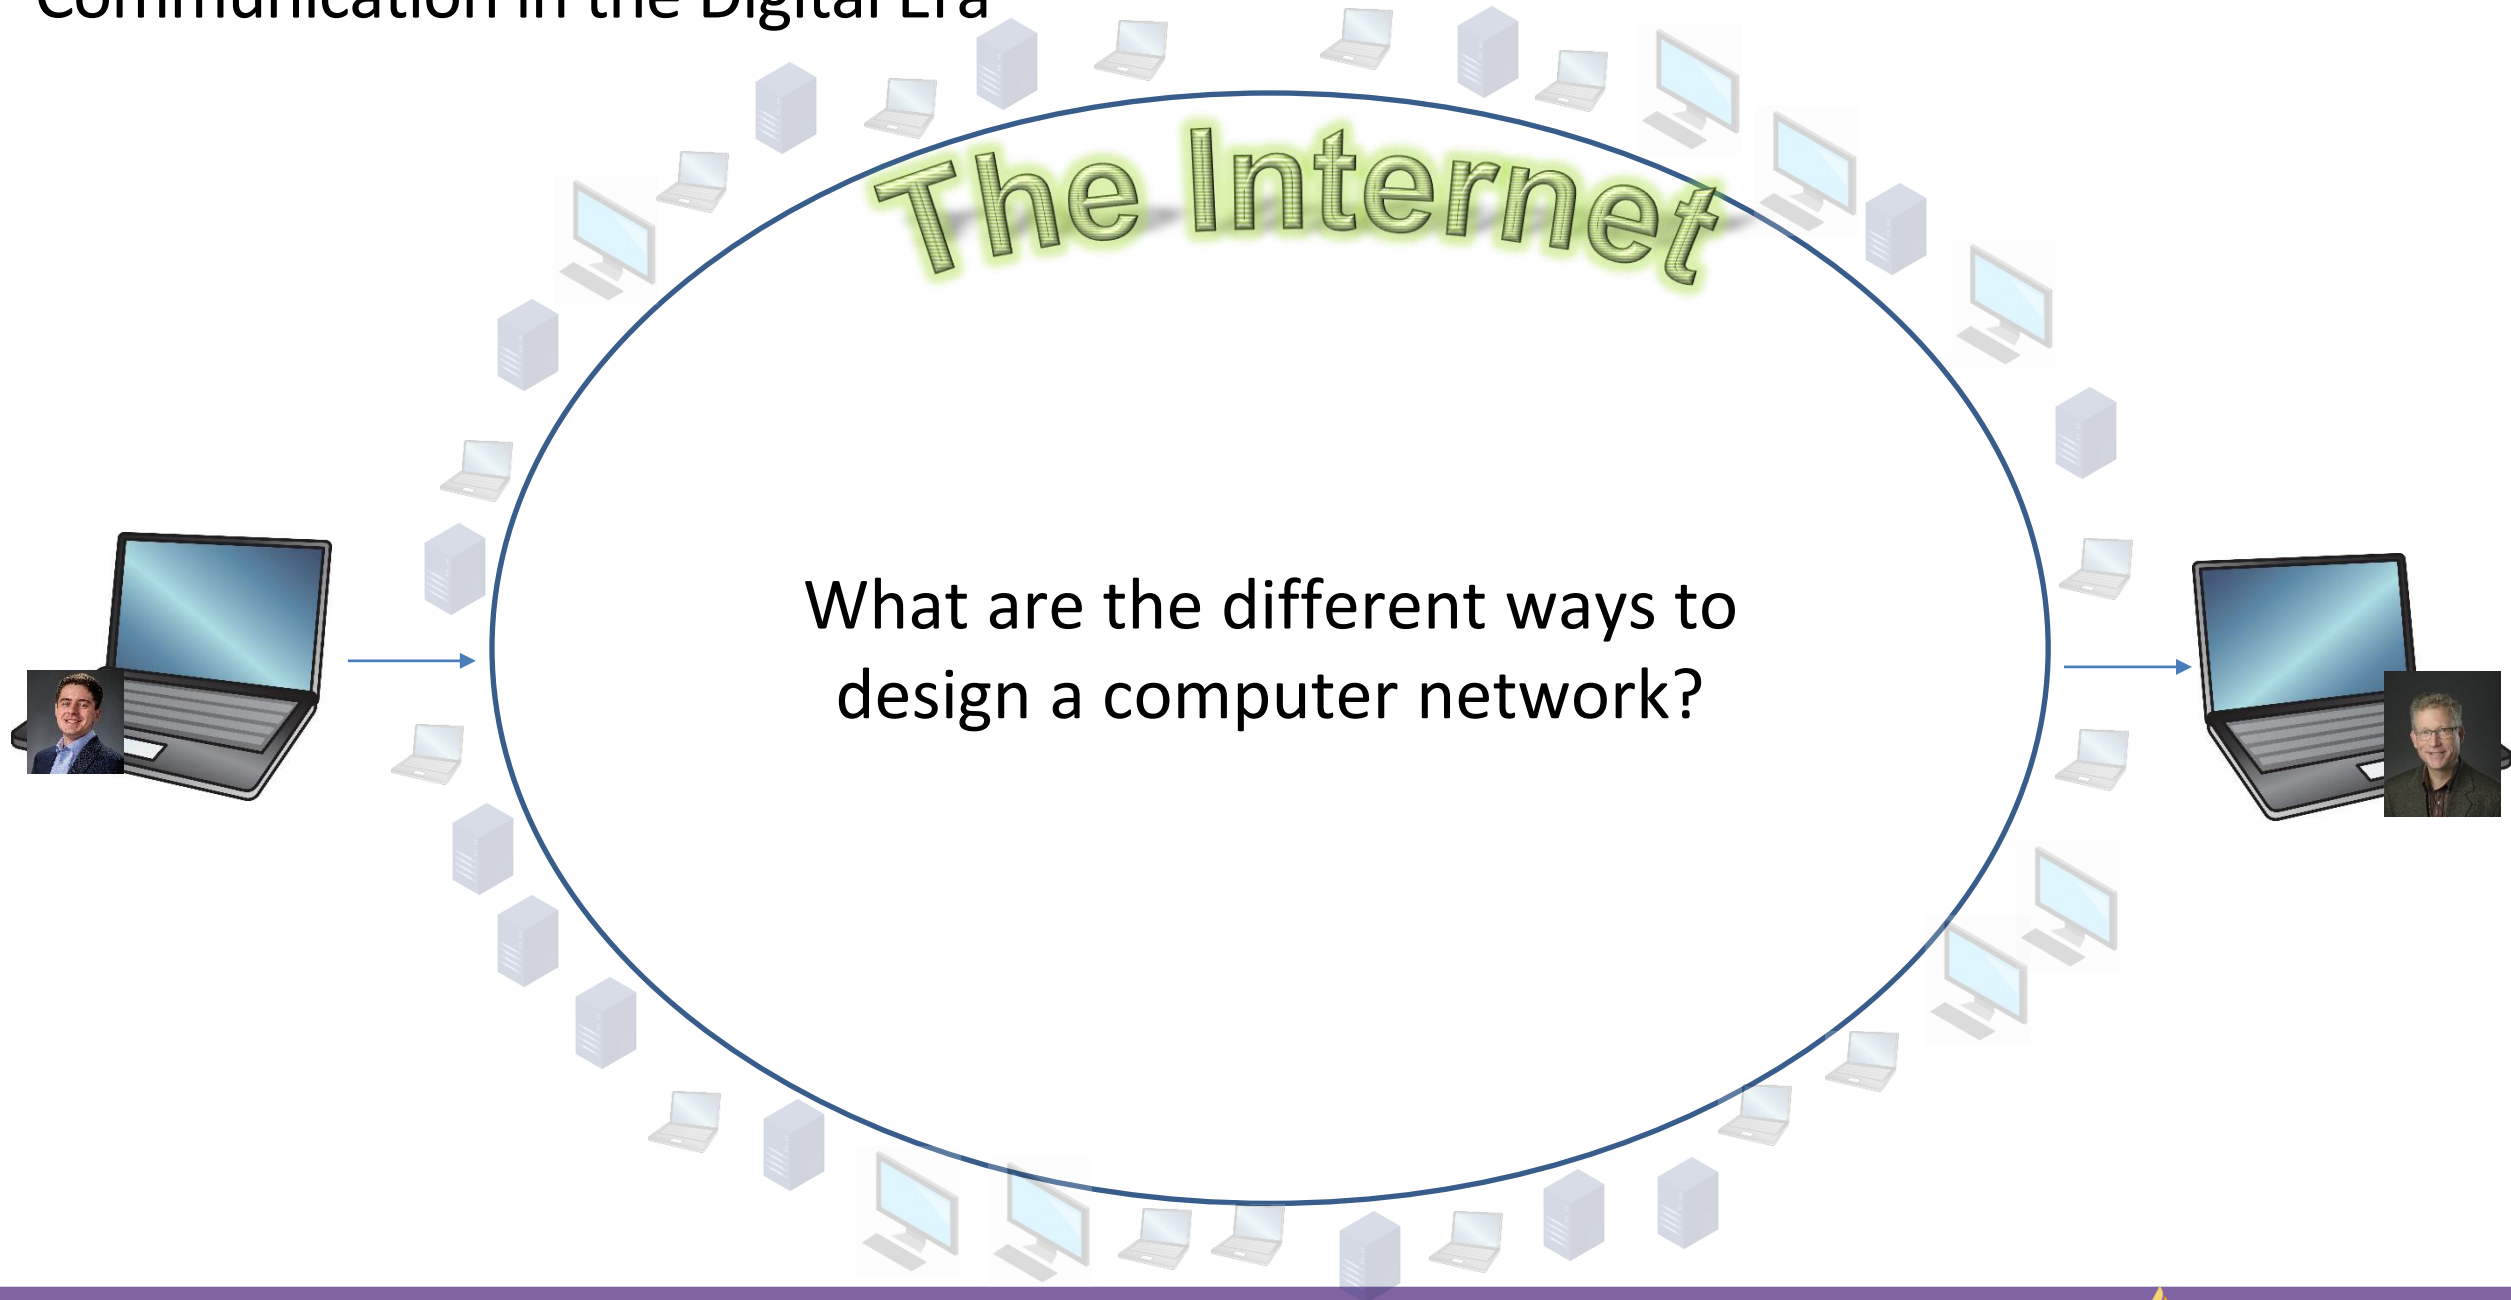 Communication in the Digital Era
The Internet
What are the different ways to
design a computer network?